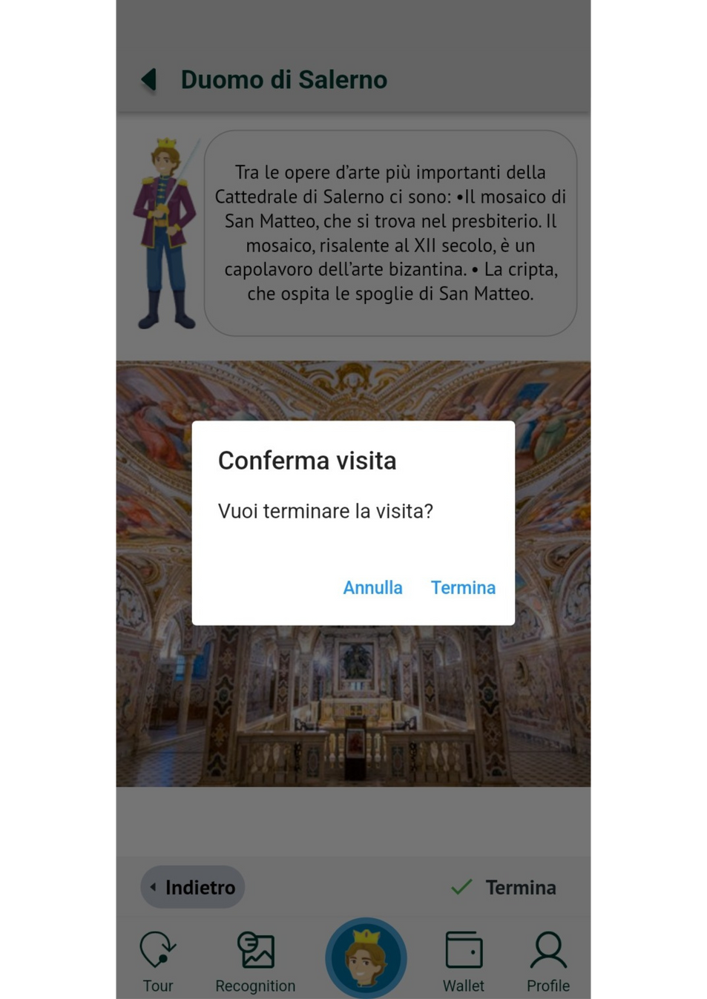 Duomo di Salerno
Tra le opere d’arte più importanti della
Cattedrale di Salerno ci sono: •Il mosaico di
San Matteo, che si trova nel presbiterio. Il
mosaico, risalente al XII secolo, è un
capolavoro dell’arte bizantina. • La cripta,
che ospita le spoglie di San Matteo.
Conferma visita
Vuoi terminare la visita?
Annulla Termina
Indietro Termina
Tour Recognition Wallet Profile